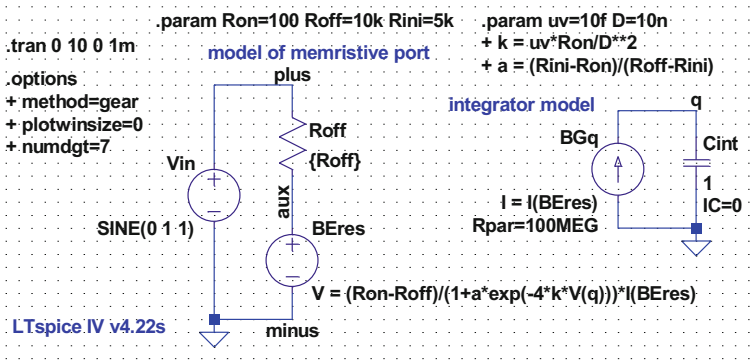 .param Ron=100 Roff=10k Rini=5k
.param uv=10f D=10n
+ k = uv*Ron/D**2
+ a = (Rini-Ron)/(Roff-Rini)
.tran 0 10 0 1m
.options
+ method=gear
+ plotwinsize=0
+ numdgt=7
model of memristive port
plus
Roff
{Roff}
Vin
SINE(0 1 1)
aux
BEres
V = (Ron-Roff)/(1+a*exp(-4*k*V(q)))*I(BEres)
minus
integrator model
q
BGq
I = I(BEres)
Rpar=100MEG
Cint
1
IC=0
LTspice IV v4.22s